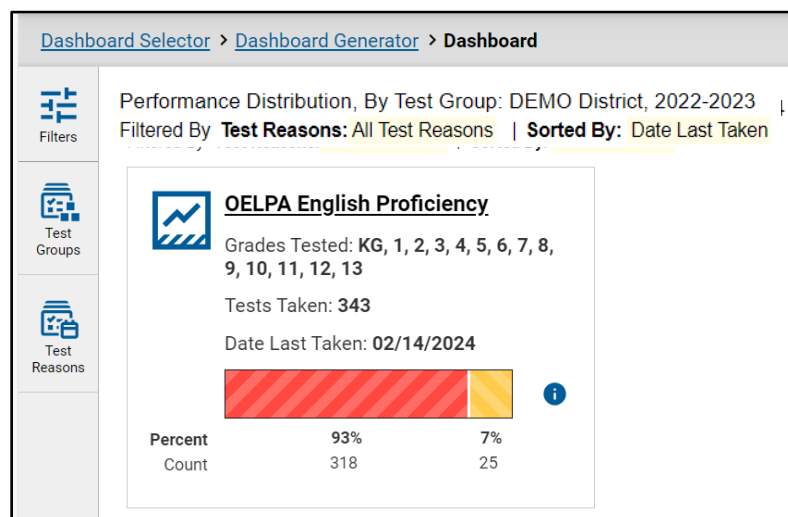 Dashboard Selector > Dashboard Generator > Dashboard
Filters
Performance Distribution, By Test Group: DEMO District, 2022-2023
Filtered By Test Reasons: All Test Reasons | Sorted By: Date Last Taken
Test
Groups
Test
Reasons
OELPA English Proficiency
Grades Tested: KG, 1, 2, 3, 4, 5, 6, 7, 8,
9, 10, 11, 12, 13
Tests Taken: 343
Date Last Taken: 02/14/2024
Percent 93% 7%
Count 318 25